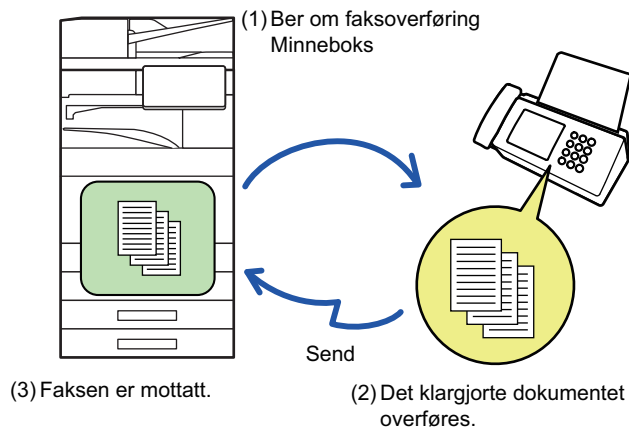 (1) Ber om faksoverføring
Minneboks
Send
(3) Faksen er mottatt.
(2) Det klargjorte dokumentet
overføres.